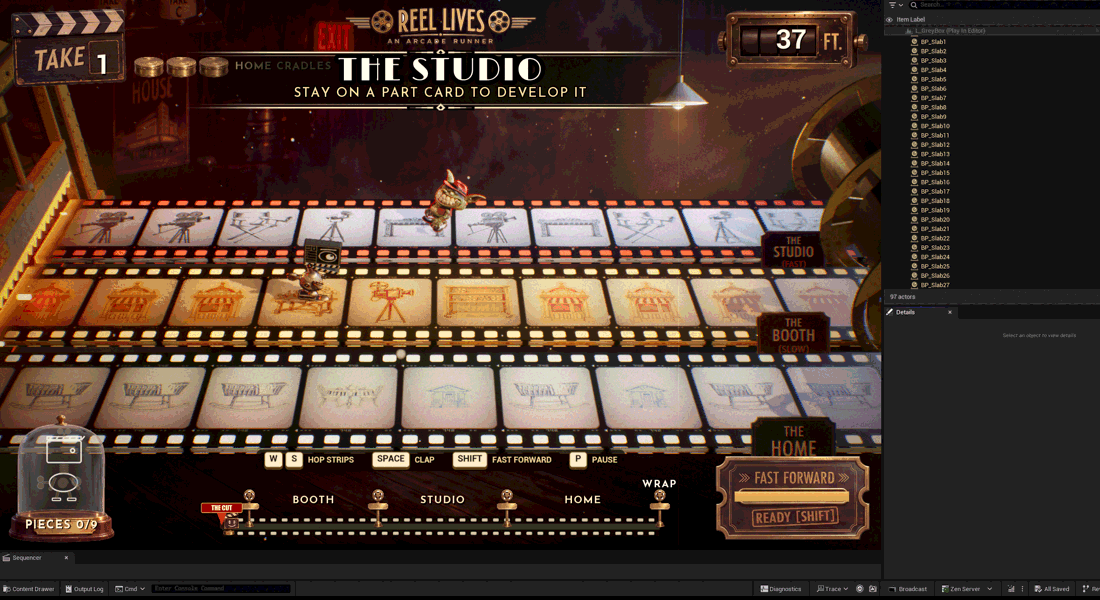 REEL LIVES
AN ARCADE RUNNER
EXIT
TAKE 1
37 FT.
HOME CRADLES
THE STUDIO
STAY ON A PART CARD TO DEVELOP IT
HOUSE
THE
STUDIO
(FAST)
THE
BOOTH
(SLOW)
THE
HOME
W S HOP STRIPS SPACE CLAP SHIFT FAST FORWARD P PAUSE
FAST FORWARD
READY [SHIFT]
WRAP
BOOTH STUDIO HOME
THE CUT
PIECES 0/9
Search...
Item Label
L_GreyBox (Play In Editor)
BP_Slab1
BP_Slab2
BP_Slab3
BP_Slab4
BP_Slab5
BP_Slab6
BP_Slab7
BP_Slab8
BP_Slab9
BP_Slab10
BP_Slab11
BP_Slab12
BP_Slab13
BP_Slab14
BP_Slab15
BP_Slab16
BP_Slab17
BP_Slab18
BP_Slab19
BP_Slab20
BP_Slab21
BP_Slab22
BP_Slab23
BP_Slab24
BP_Slab25
BP_Slab26
BP_Slab27
97 actors
Details
Select an object to view details
Sequencer
Content Drawer Output Log Cmd Enter Console Command Diagnostics Trace Broadcast Zen Server All Saved